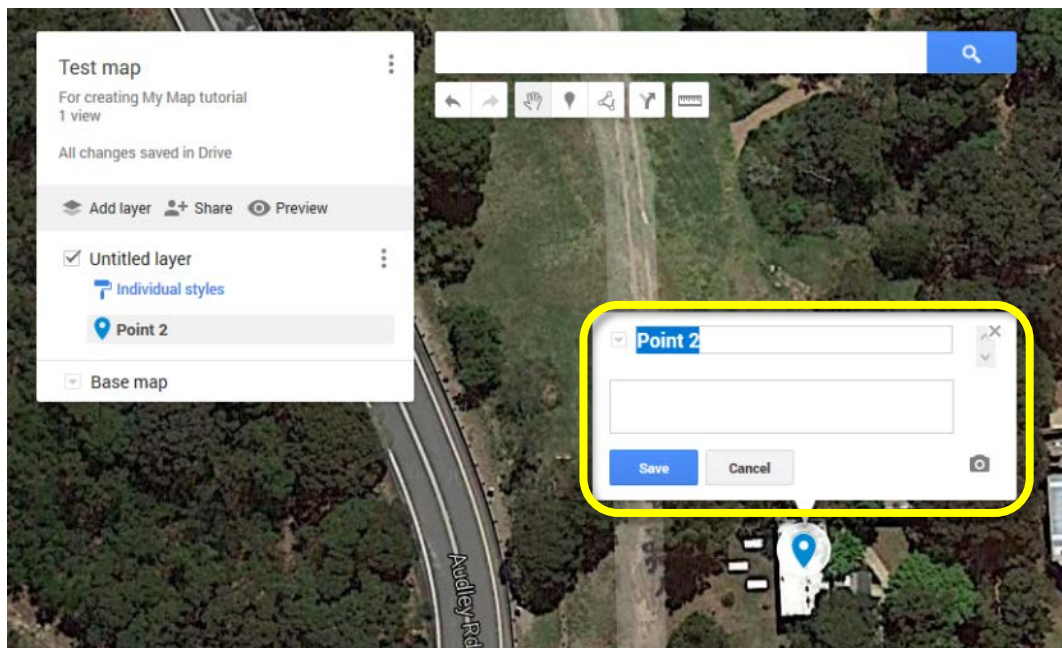 Test map
For creating My Map tutorial
1 view
All changes saved in Drive
Add layer Share Preview
Untitled layer
Individual styles
Point 2
Base map
Point 2
Save Cancel
Audley Rd